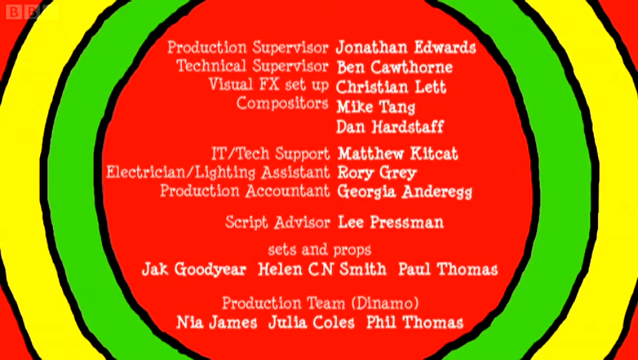 BBC
Production Supervisor Jonathan Edwards
Technical Supervisor Ben Cawthorne
Visual FX set up Christian Lett
Compositors Mike Tang
Dan Hardstaff
IT/Tech Support Matthew Kitcat
Electrician/Lighting Assistant Rory Grey
Production Accountant Georgia Anderegg
Script Advisor Lee Pressman
sets and props
Jak Goodyear Helen CN Smith Paul Thomas
Production Team (Dinamo)
Nia James Julia Coles Phil Thomas